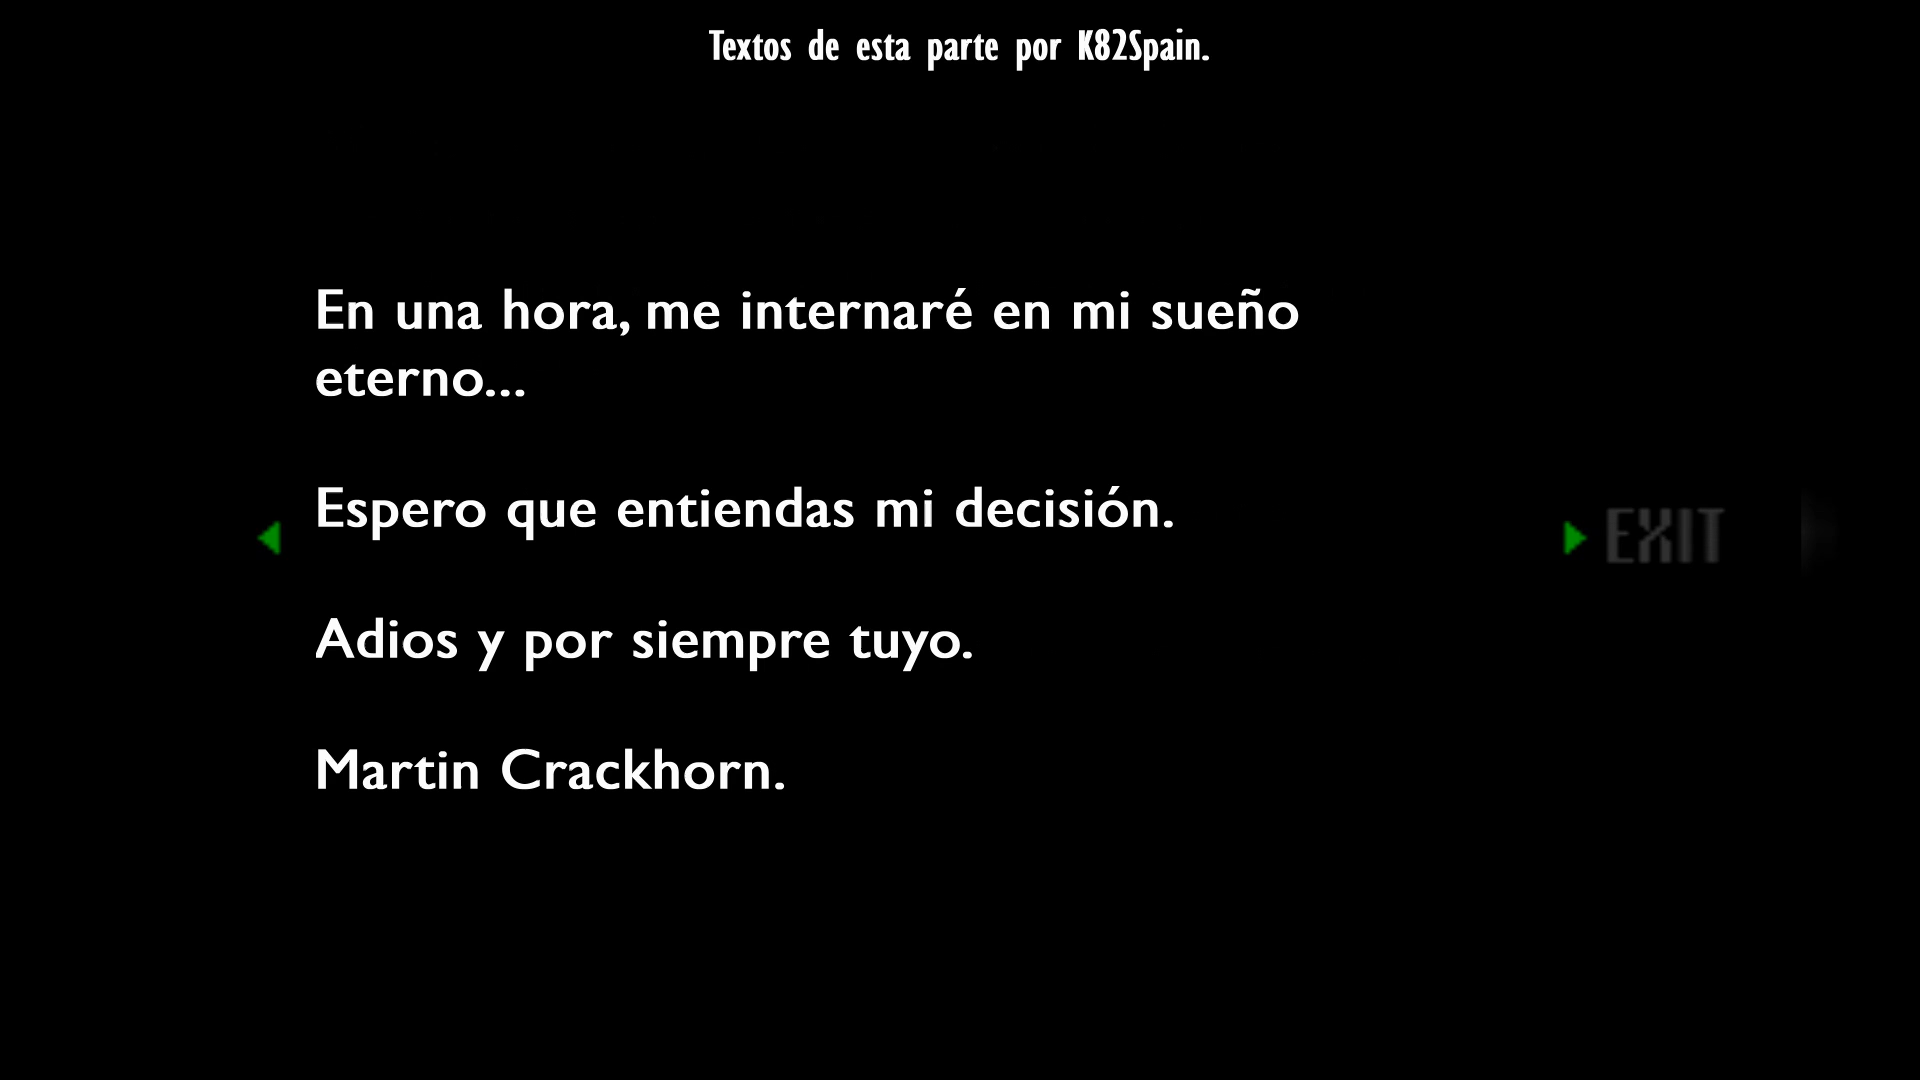 Textos de esta parte por K82Spain.
En una hora, me internaré en mi sueño
eterno...
Espero que entiendas mi decisión.
EXIT
Adios y por siempre tuyo.
Martin Crackhorn.